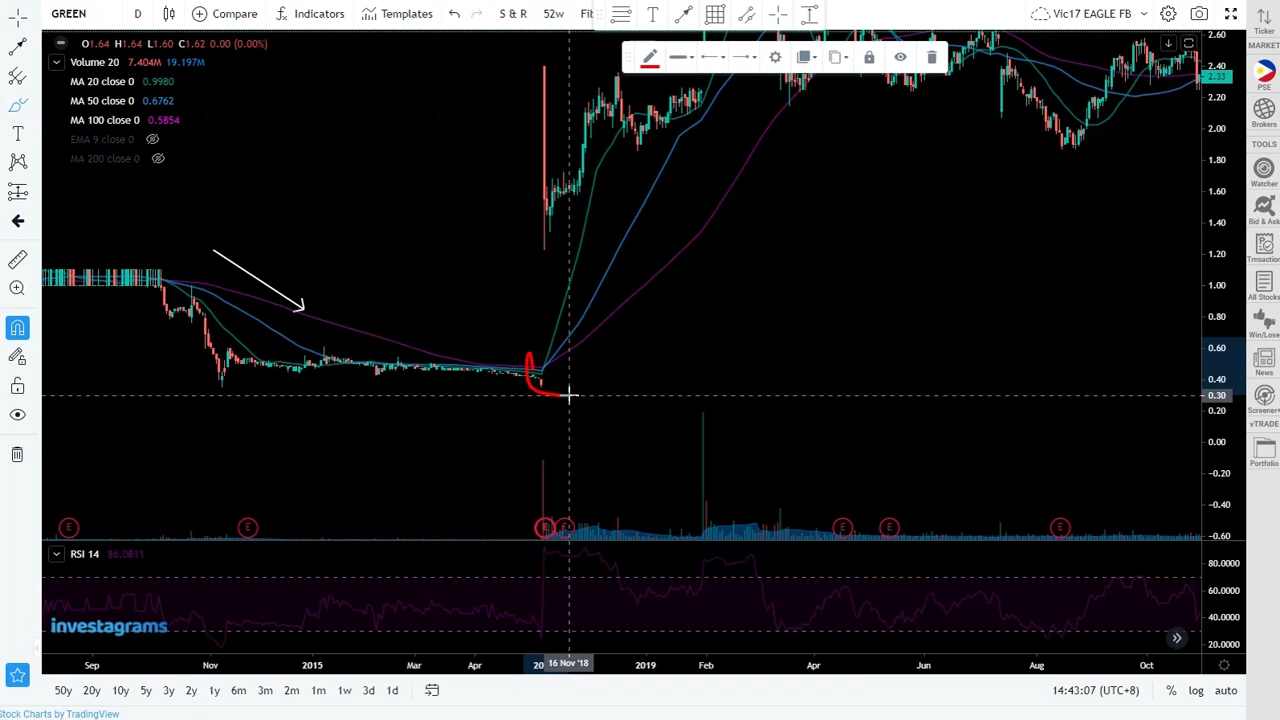 GREEN D Compare Indicators Templates S & R 52w Fit Vic17 EAGLE FB
O1.64 H1.64 L1.60 C1.62 0.00 (0.00%)
Volume 20 7.404M 19.197M
MA 20 close 0 0.9980
MA 50 close 0 0.6762
MA 100 close 0 0.5854
EMA 9 close 0
MA 200 close 0
2.60
2.40
2.33
2.20
2.00
1.80
1.60
1.40
1.20
1.00
0.80
0.60
0.40
0.30
0.20
0.00
−0.20
−0.40
−0.60
E E E E E E E
RSI 14 86.0811
80.0000
60.0000
40.0000
20.0000
investagrams
Sep Nov 2015 Mar Apr 20 16 Nov '18 2019 Feb Apr Jun Aug Oct
50y 20y 10y 5y 3y 2y 1y 6m 3m 2m 1m 1w 3d 1d 14:43:07 (UTC+8) % log auto
Stock Charts by TradingView
Ticker
MARKET
PSE
Brokers
TOOLS
Watcher
Bid & Ask
Trnsaction
All Stocks
Win/Lose
News
Screener+
vTRADE
Portfolio